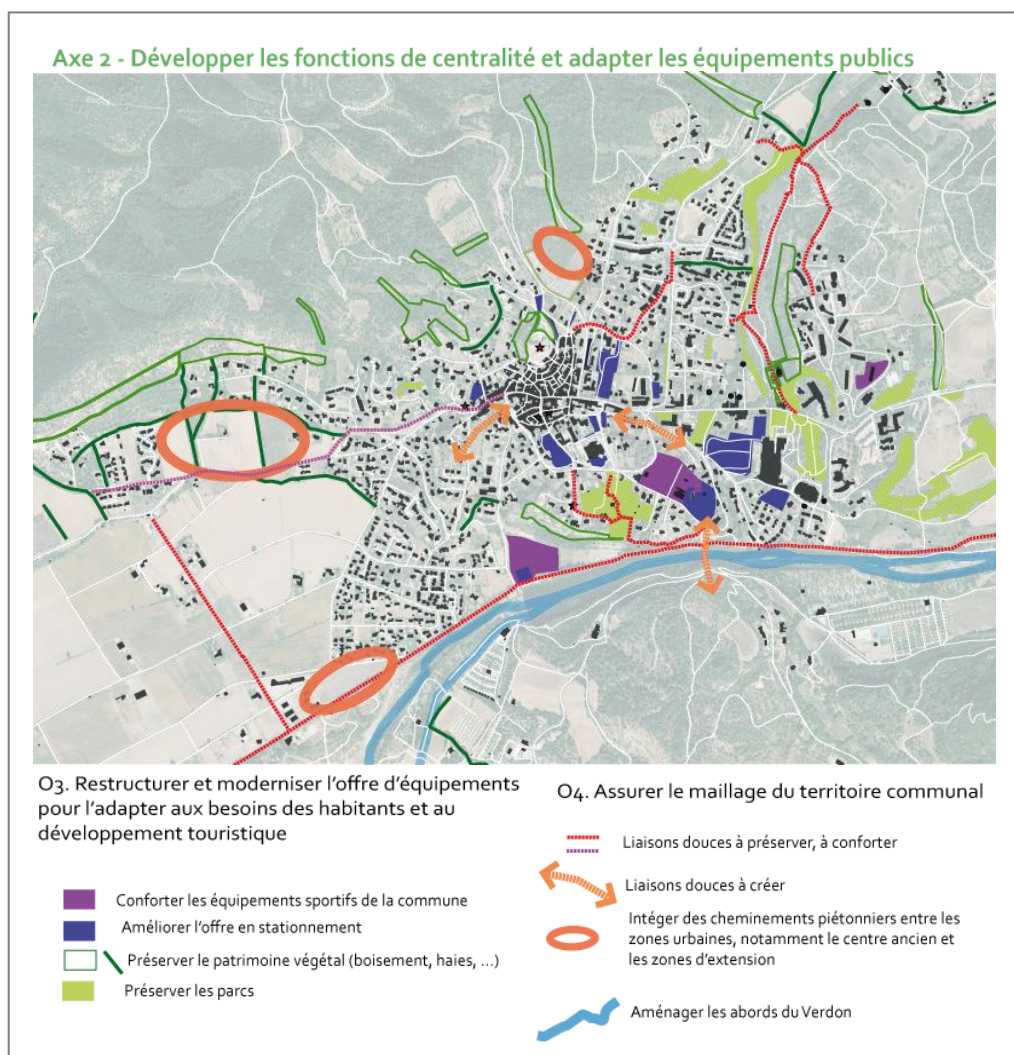 Axe 2 - Développer les fonctions de centralité et adapter les équipements publics
O3. Restructurer et moderniser l'offre d'équipements
pour l'adapter aux besoins des habitants et au
développement touristique
Conforter les équipements sportifs de la commune
Améliorer l'offre en stationnement
Préserver le patrimoine végétal (boisement, haies, ...)
Préserver les parcs
O4. Assurer le maillage du territoire communal
Liaisons douces à préserver, à conforter
Liaisons douces à créer
Intéger des cheminements piétonniers entre les
zones urbaines, notamment le centre ancien et
les zones d'extension
Aménager les abords du Verdon